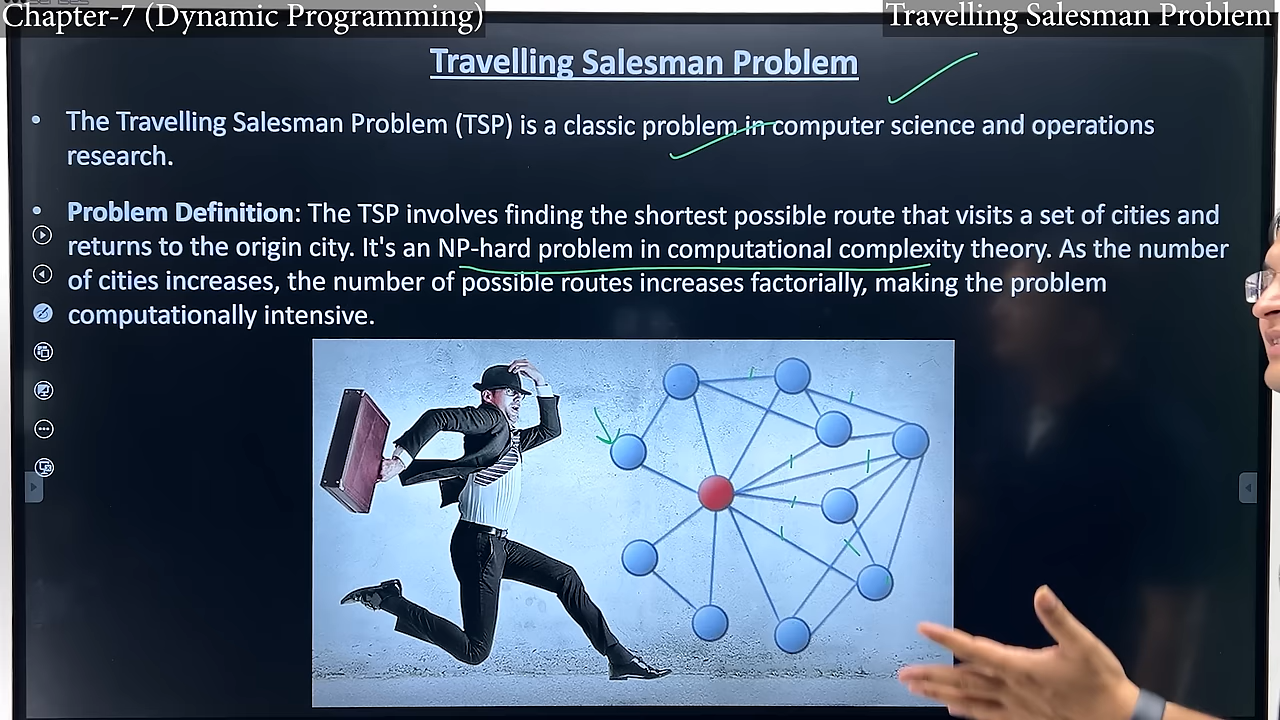 Chapter-7 (Dynamic Programming)
Travelling Salesman Problem
Travelling Salesman Problem
• The Travelling Salesman Problem (TSP) is a classic problem in computer science and operations
research.
• Problem Definition: The TSP involves finding the shortest possible route that visits a set of cities and
returns to the origin city. It's an NP-hard problem in computational complexity theory. As the number
of cities increases, the number of possible routes increases factorially, making the problem
computationally intensive.